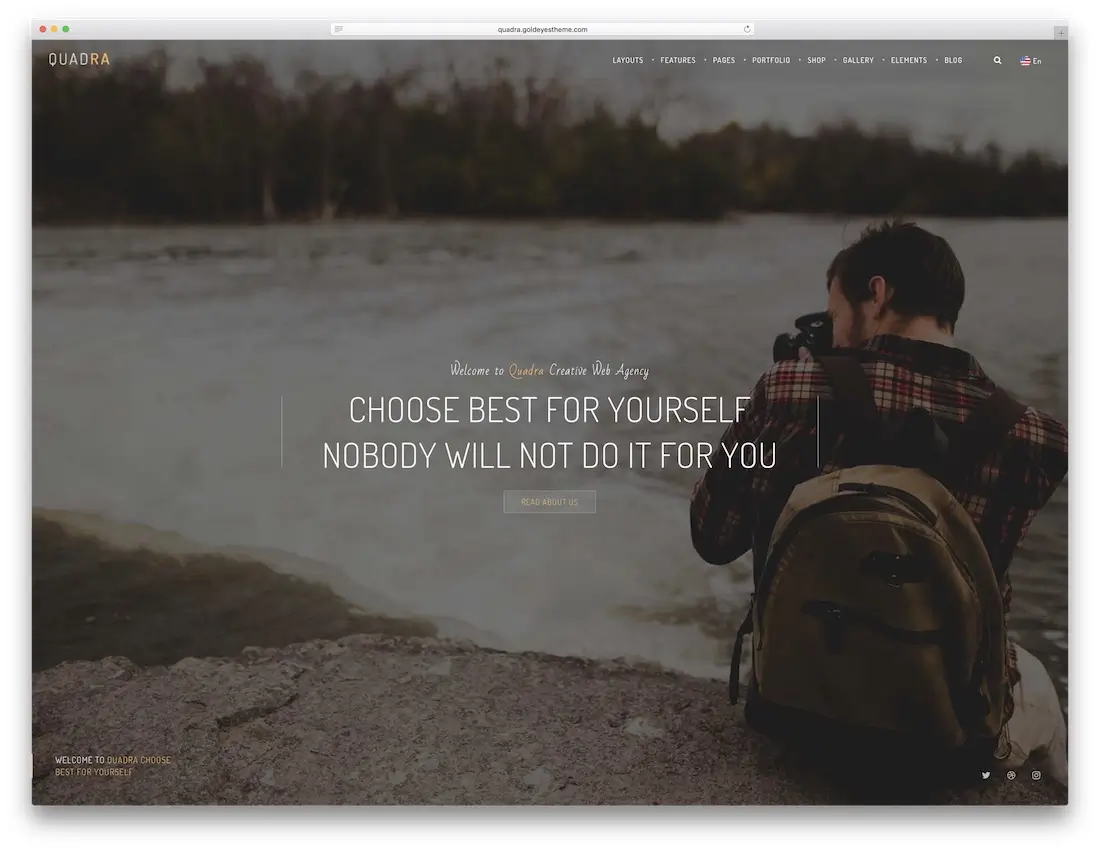 quadra.goldeyestheme.com
QUADRA
LAYOUTS • FEATURES • PAGES • PORTFOLIO • SHOP • GALLERY • ELEMENTS • BLOG
En
Welcome to Quadra Creative Web Agency
CHOOSE BEST FOR YOURSELF
NOBODY WILL NOT DO IT FOR YOU
READ ABOUT US
WELCOME TO QUADRA CHOOSE
BEST FOR YOURSELF